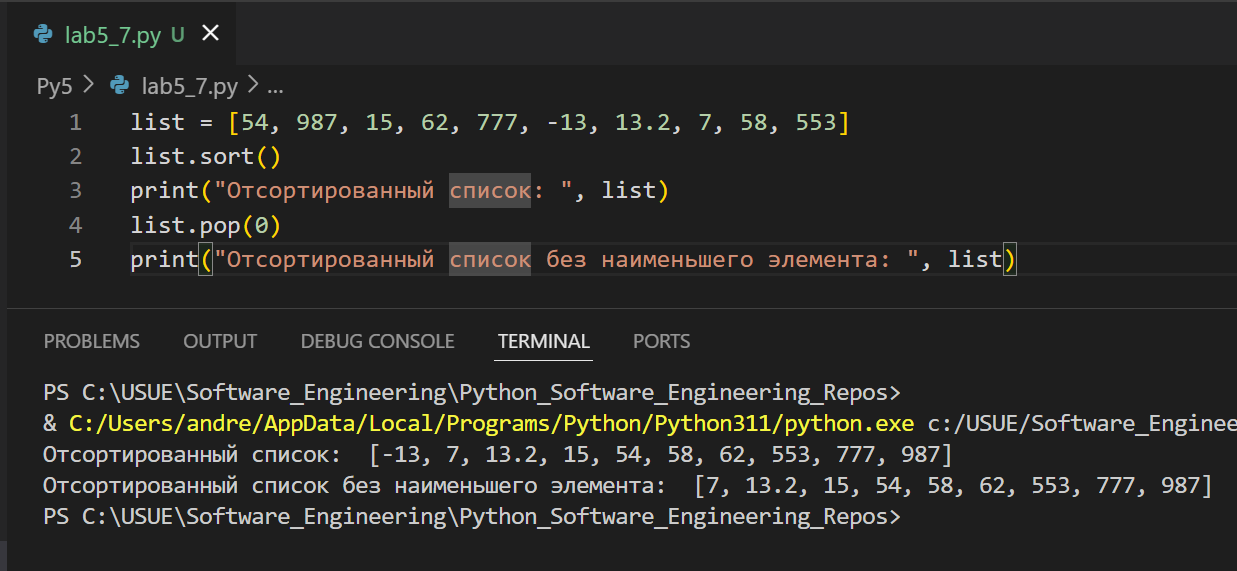 lab5_7.py U ×
Py5 > lab5_7.py > ...
1 list = [54, 987, 15, 62, 777, -13, 13.2, 7, 58, 553]
2 list.sort()
3 print("Отсортированный список: ", list)
4 list.pop(0)
5 print("Отсортированный список без наименьшего элемента: ", list)
PROBLEMS OUTPUT DEBUG CONSOLE TERMINAL PORTS
PS C:\USUE\Software_Engineering\Python_Software_Engineering_Repos>
& C:/Users/andre/AppData/Local/Programs/Python/Python311/python.exe c:/USUE/Software_Enginee
Отсортированный список:  [-13, 7, 13.2, 15, 54, 58, 62, 553, 777, 987]
Отсортированный список без наименьшего элемента:  [7, 13.2, 15, 54, 58, 62, 553, 777, 987]
PS C:\USUE\Software_Engineering\Python_Software_Engineering_Repos>